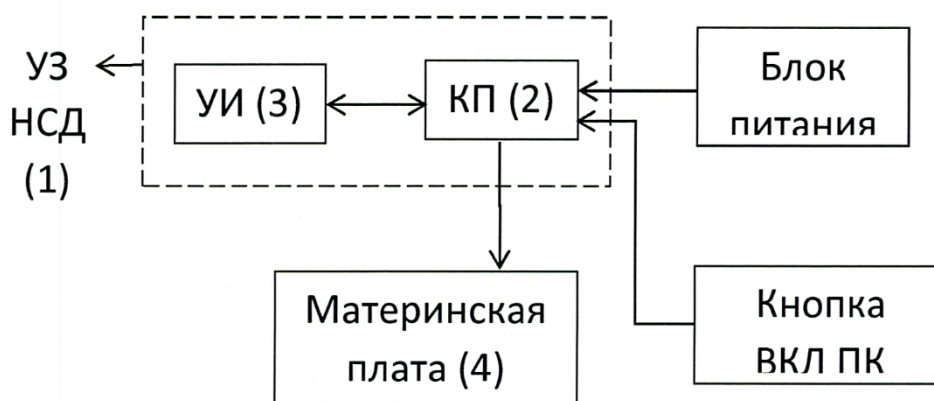 УЗ
НСД
(1)
УИ (3)
КП (2)
Блок
питания
Материнская
плата (4)
Кнопка
ВКЛ ПК